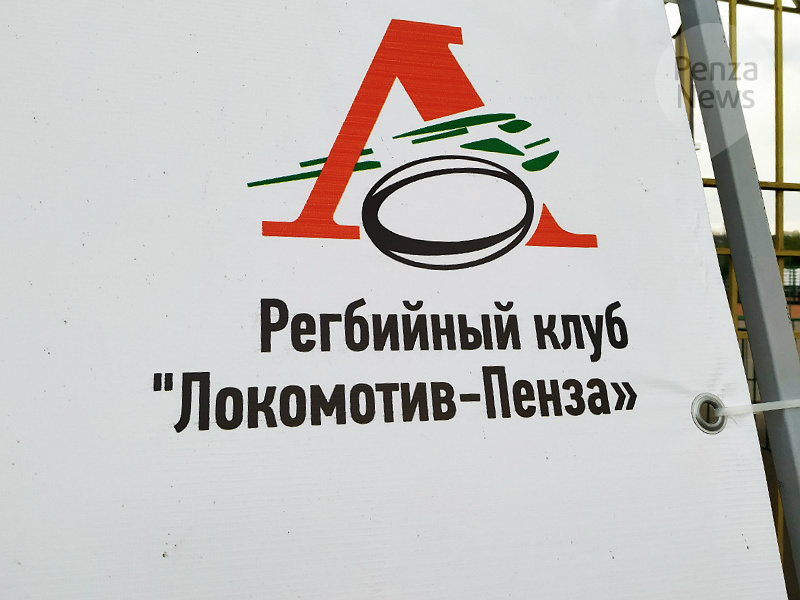 Penza
News
Регбийный клуб
"Локомотив-Пенза»